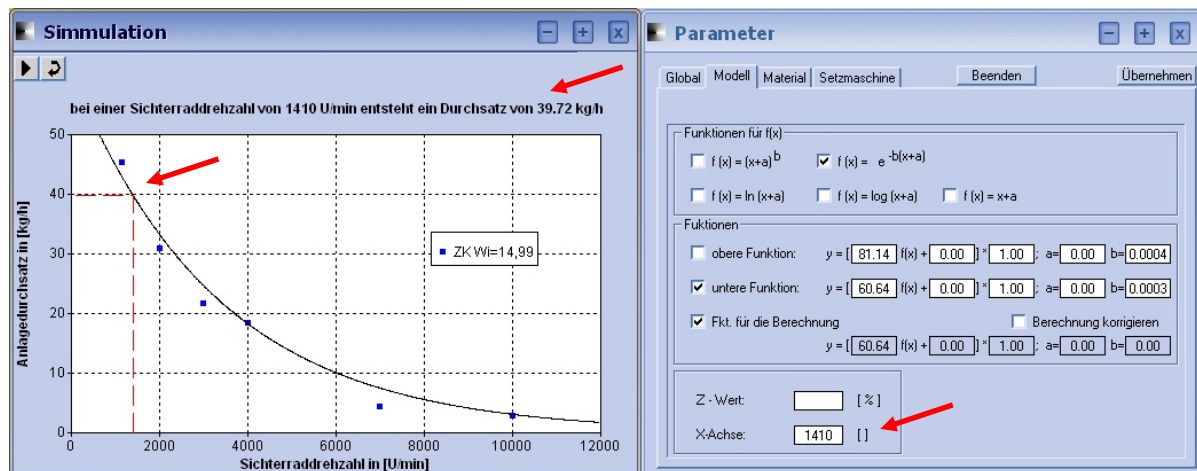 Simmulation
bei einer Sichterraddrehzahl von 1410 U/min entsteht ein Durchsatz von 39.72 kg/h
50
40
30
20
10
0
Anlagedurchsatz in [kg/h]
ZK Wi=14,99
0 2000 4000 6000 8000 10000 12000
Sichterraddrehzahl in [U/min]
Parameter
Global Modell Material Setzmaschine Beenden Übernehmen
Funktionen für f(x)
f (x) = (x+a)^b f (x) = e^-b(x+a)
f (x) = ln (x+a) f (x) = log (x+a) f (x) = x+a
Fuktionen
obere Funktion: y = [ 81.14 f(x) + 0.00 ] * 1.00 ; a= 0.00 b= 0.0004
untere Funktion: y = [ 60.64 f(x) + 0.00 ] * 1.00 ; a= 0.00 b= 0.0003
Fkt. für die Berechnung Berechnung korrigieren
y = [ 60.64 f(x) + 0.00 ] * 1.00 ; a= 0.00 b= 0.00
Z - Wert: [ % ]
X-Achse: 1410 [ ]